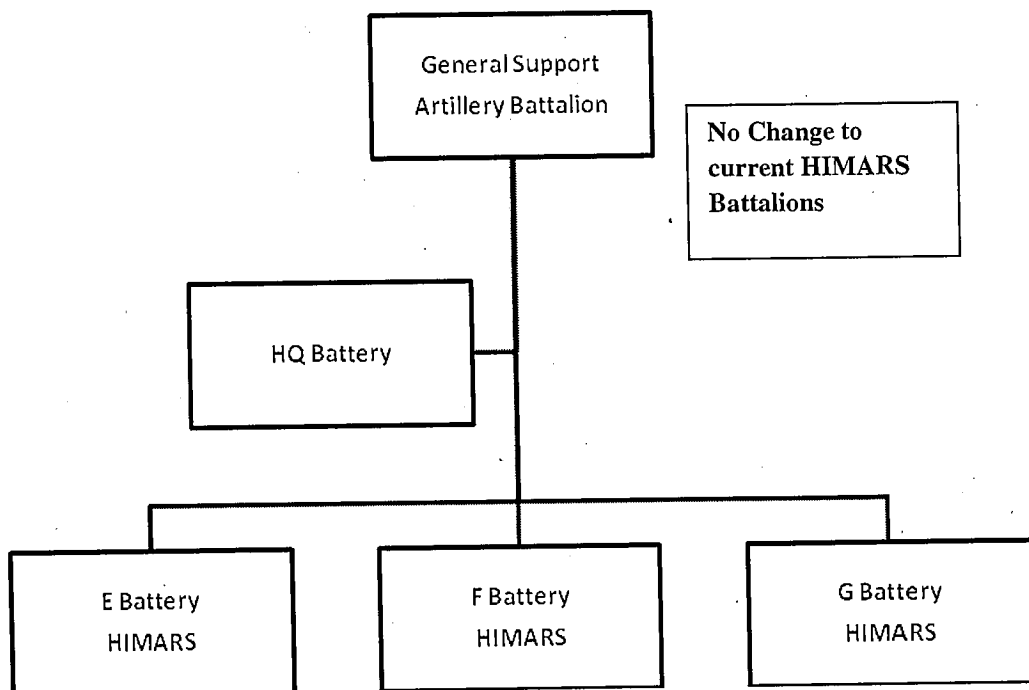 General Support
Artillery Battalion
No Change to
current HIMARS
Battalions
HQ Battery
E Battery
HIMARS
F Battery
HIMARS
G Battery
HIMARS